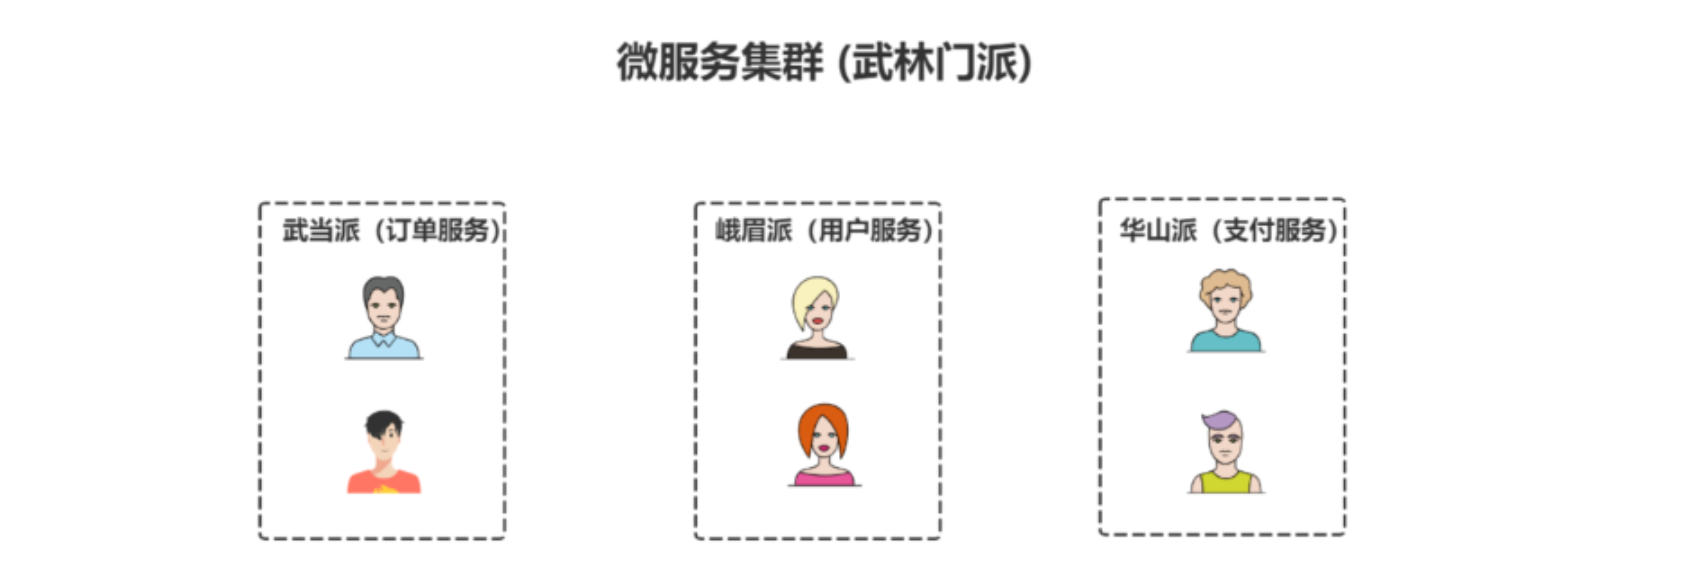 微服务集群 (武林门派)
武当派（订单服务）
峨眉派（用户服务）
华山派（支付服务）